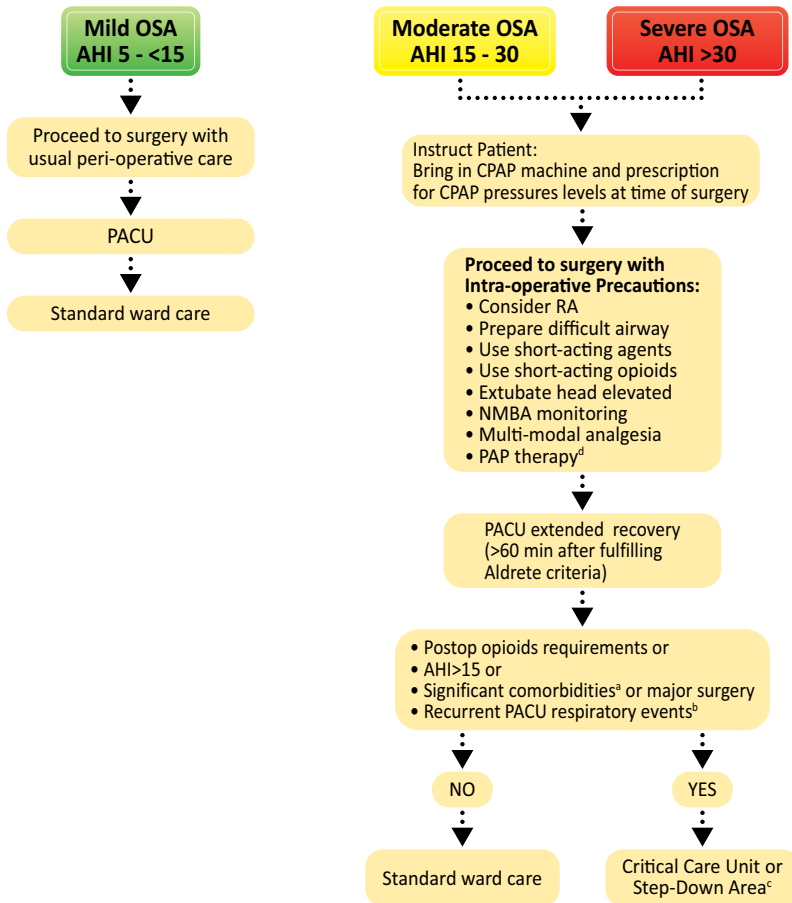 Mild OSA
AHI 5 - <15
Proceed to surgery with
usual peri-operative care
PACU
Standard ward care
Moderate OSA
AHI 15 - 30
Severe OSA
AHI >30
Instruct Patient:
Bring in CPAP machine and prescription
for CPAP pressures levels at time of surgery
Proceed to surgery with
Intra-operative Precautions:
• Consider RA
• Prepare difficult airway
• Use short-acting agents
• Use short-acting opioids
• Extubate head elevated
• NMBA monitoring
• Multi-modal analgesia
• PAP therapyᵈ
PACU extended recovery
(>60 min after fulfilling
Aldrete criteria)
• Postop opioids requirements or
• AHI>15 or
• Significant comorbiditiesᵃ or major surgery
• Recurrent PACU respiratory eventsᵇ
NO
YES
Standard ward care
Critical Care Unit or
Step-Down Areaᶜ